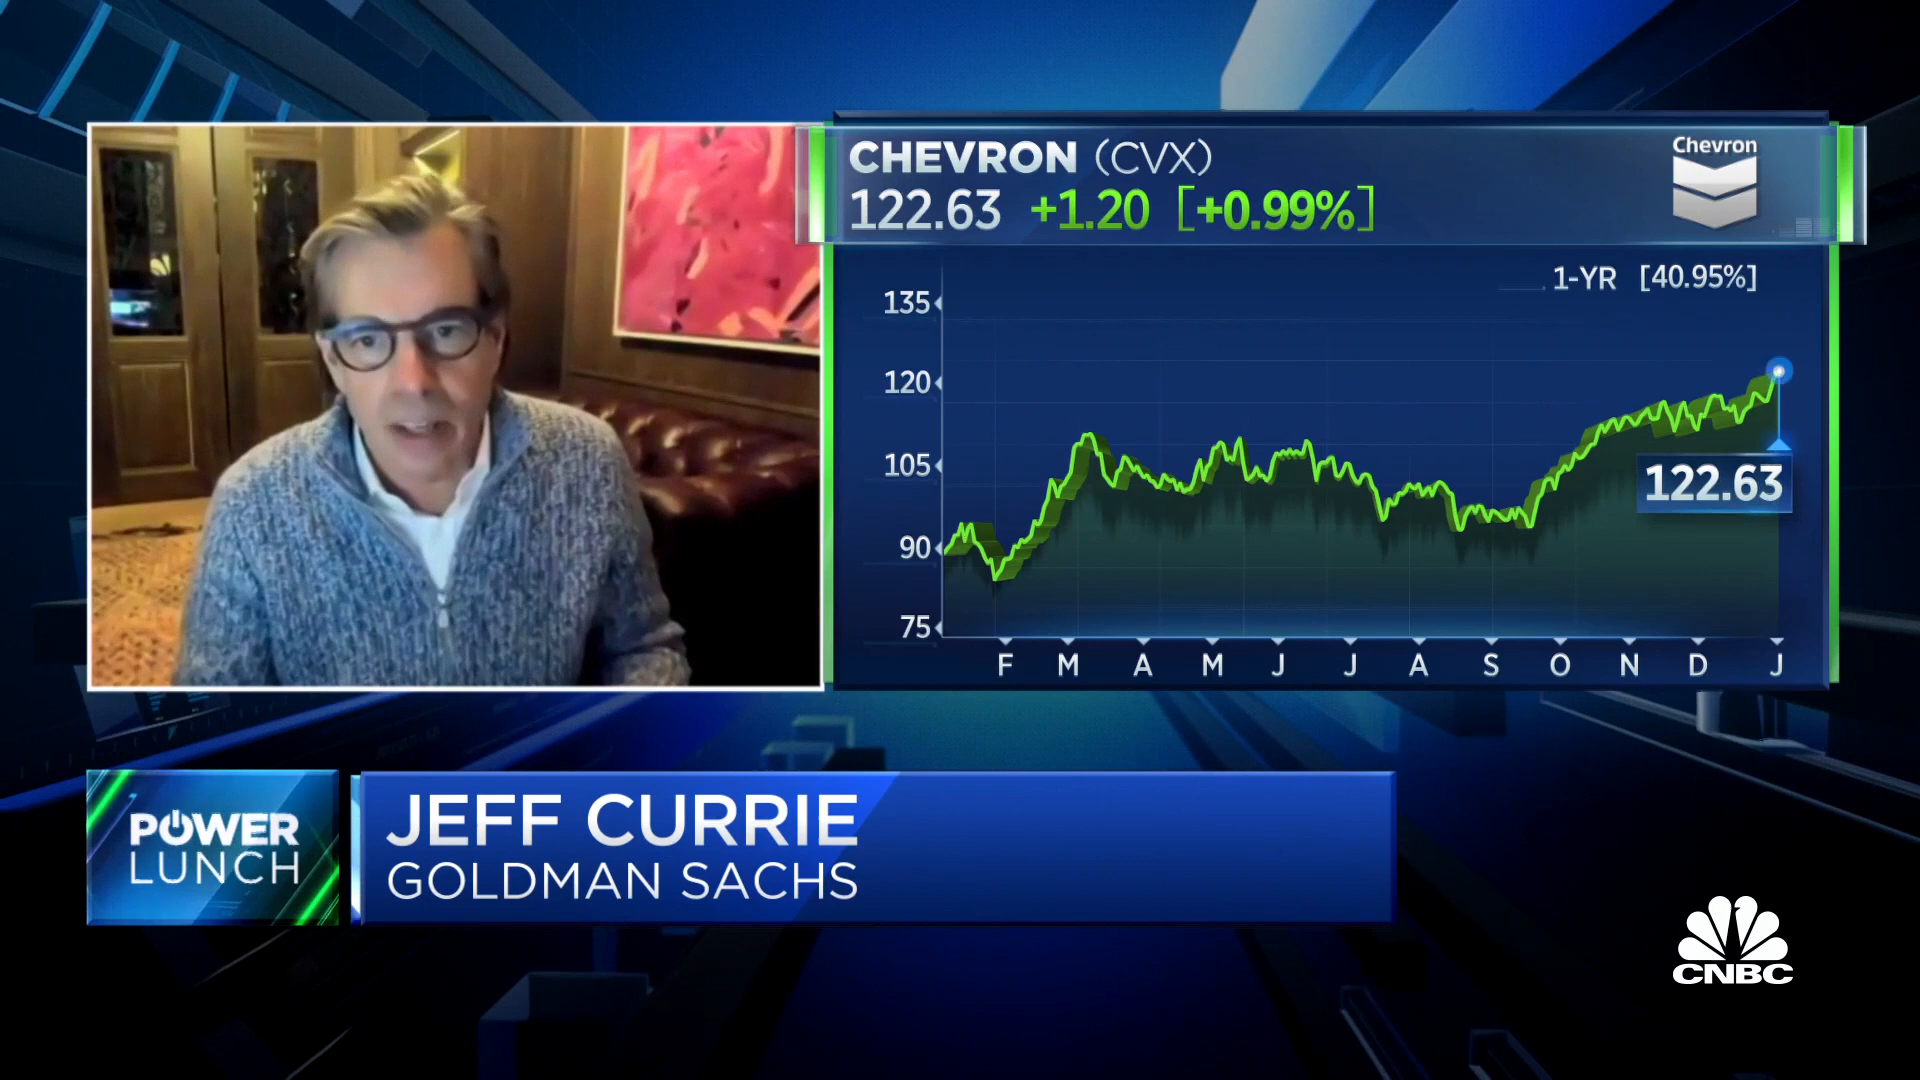 CHEVRON (CVX)
122.63 +1.20 [+0.99%]
Chevron
1-YR [40.95%]
135
120
105
90
75
122.63
F M A M J J A S O N D J
POWER
LUNCH
JEFF CURRIE
GOLDMAN SACHS
CNBC